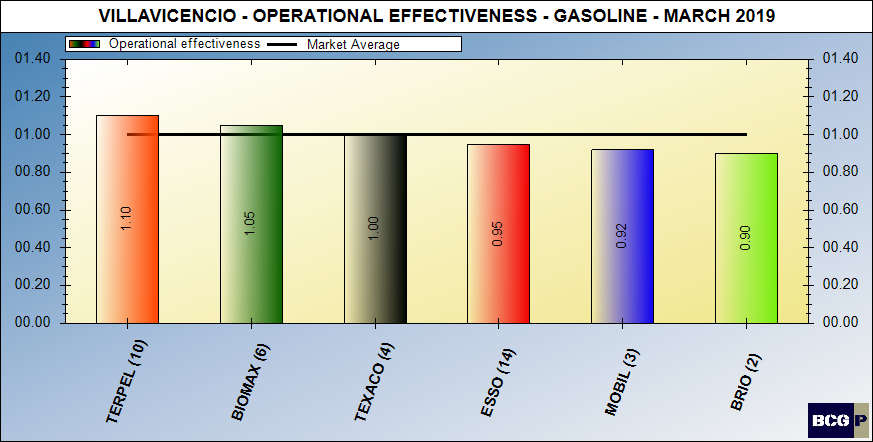 VILLAVICENCIO - OPERATIONAL EFFECTIVENESS - GASOLINE - MARCH 2019
Operational effectiveness Market Average
01.40 01.40
01.20 01.20
01.00 01.00
00.80 00.80
00.60 00.60
00.40 00.40
00.20 00.20
00.00 00.00
1.10
1.05
1.00
0.95
0.92
0.90
TERPEL (10)
BIOMAX (6)
TEXACO (4)
ESSO (14)
MOBIL (3)
BRIO (2)
BCG P